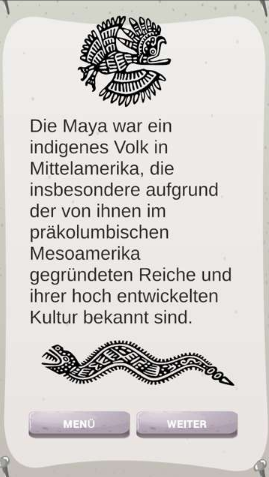 Die Maya war ein
indigenes Volk in
Mittelamerika, die
insbesondere aufgrund
der von ihnen im
präkolumbischen
Mesoamerika
gegründeten Reiche und
ihrer hoch entwickelten
Kultur bekannt sind.
MENÜ
WEITER